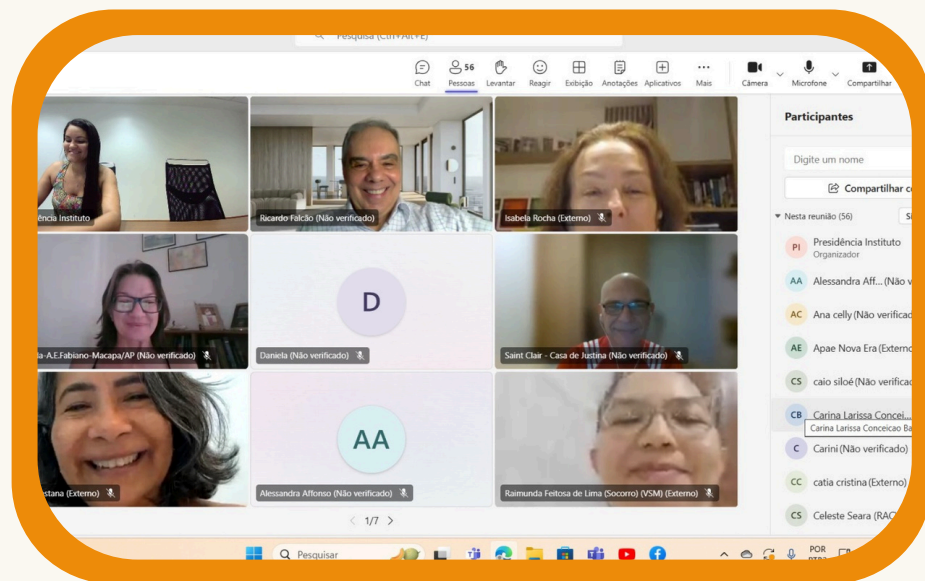 Pesquisa (Ctrl+Alt+E)
Chat
56
Pessoas
Levantar
Reagir
Exibição
Anotações
Aplicativos
Mais
Câmera
Microfone
Compartilhar
ência Instituto
Ricardo Falcão (Não verificado)
Isabela Rocha (Externo)
la-A.E.Fabiano-Macapa/AP (Não verificado)
D
Daniela (Não verificado)
Saint Clair - Casa de Justina (Não verificado)
stana (Externo)
AA
Alessandra Affonso (Não verificado)
Raimunda Feitosa de Lima (Socorro) (VSM) (Externo)
1/7
Participantes
Digite um nome
Compartilhar c
Nesta reunião (56)
PI
Presidência Instituto
Organizador
AA
Alessandra Aff... (Não v
AC
Ana celly (Não verificad
AE
Apae Nova Era (Externo
CS
caio siloé (Não verificad
CB
Carina Larissa Concei...
Carina Larissa Conceicao Ba
C
Carini (Não verificado)
CC
catia cristina (Externo)
CS
Celeste Seara (RAC
Pesquisar
POR